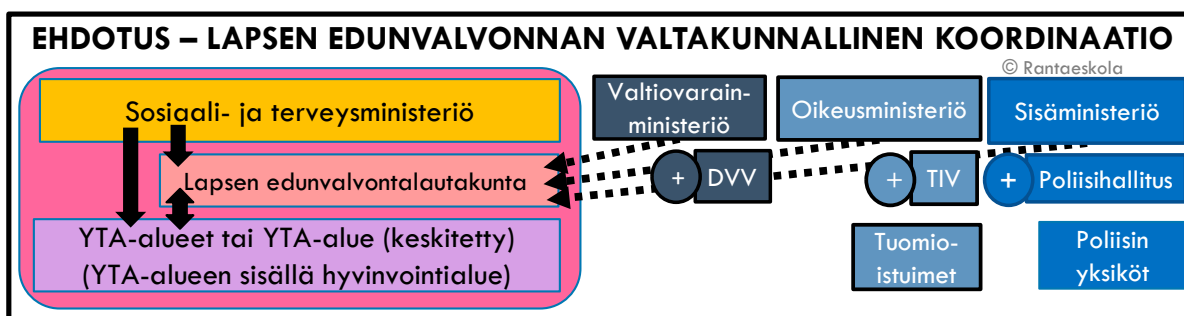 EHDOTUS – LAPSEN EDUNVALVONNAN VALTAKUNNALLINEN KOORDINAATIO
© Rantaeskola
Sosiaali- ja terveysministeriö
Valtiovarain-
ministeriö
Oikeusministeriö
Sisäministeriö
Lapsen edunvalvontalautakunta
+ DVV
+ TIV
+ Poliisihallitus
YTA-alueet tai YTA-alue (keskitetty)
(YTA-alueen sisällä hyvinvointialue)
Tuomio-
istuimet
Poliisin
yksiköt